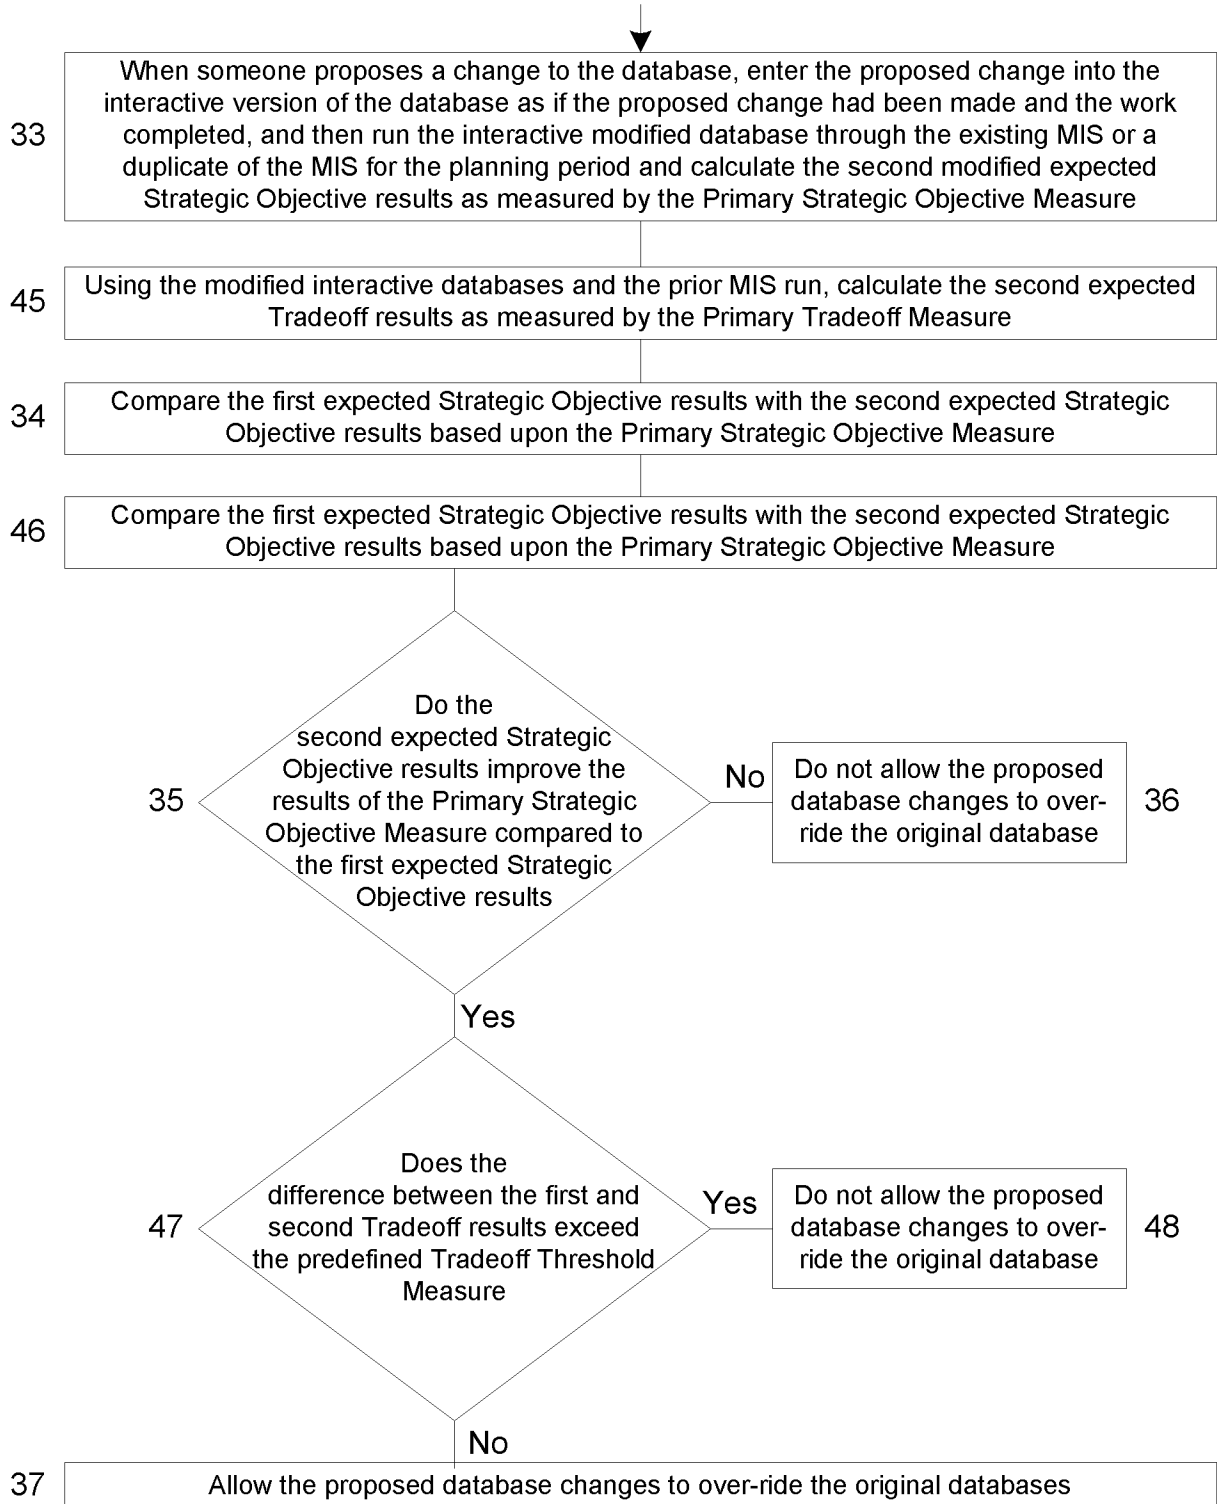 When someone proposes a change to the database, enter the proposed change into the
interactive version of the database as if the proposed change had been made and the work
33
completed, and then run the interactive modified database through the existing MIS or a
duplicate of the MIS for the planning period and calculate the second modified expected
Strategic Objective results as measured by the Primary Strategic Objective Measure
45
Using the modified interactive databases and the prior MIS run, calculate the second expected
Tradeoff results as measured by the Primary Tradeoff Measure
34
Compare the first expected Strategic Objective results with the second expected Strategic
Objective results based upon the Primary Strategic Objective Measure
46
Compare the first expected Strategic Objective results with the second expected Strategic
Objective results based upon the Primary Strategic Objective Measure
35
Do the
second expected Strategic
Objective results improve the
results of the Primary Strategic
Objective Measure compared to
the first expected Strategic
Objective results
No
Do not allow the proposed
database changes to over-
ride the original database
36
Yes
47
Does the
difference between the first and
second Tradeoff results exceed
the predefined Tradeoff Threshold
Measure
Yes
Do not allow the proposed
database changes to over-
ride the original database
48
No
37
Allow the proposed database changes to over-ride the original databases